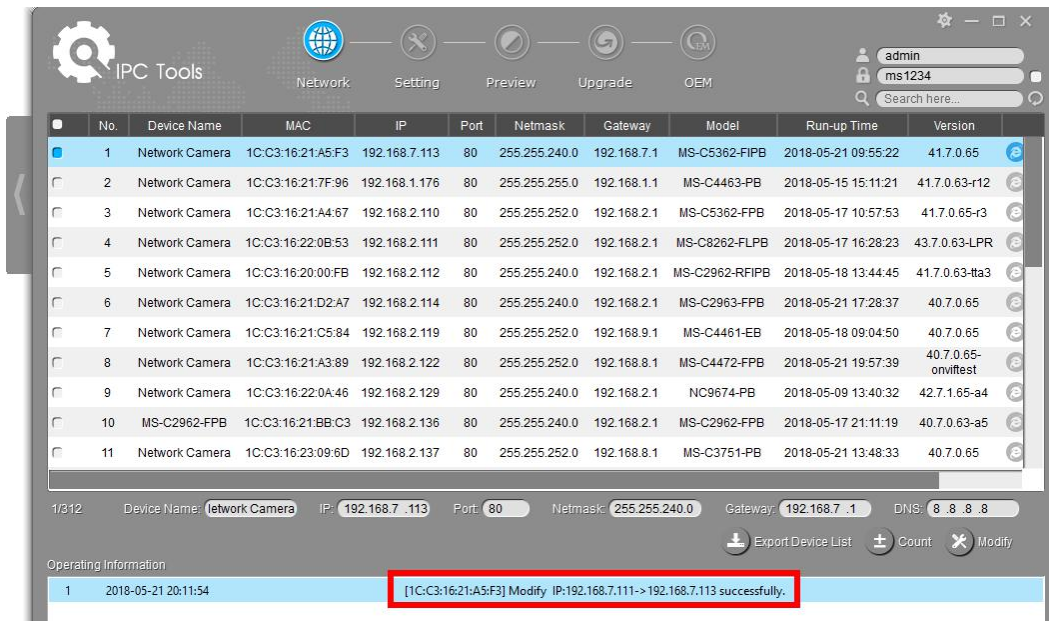 IPC Tools
Network Setting Preview Upgrade OEM
admin
ms1234
Search here...
No. Device Name MAC IP Port Netmask Gateway Model Run-up Time Version
1 Network Camera 1C:C3:16:21:A5:F3 192.168.7.113 80 255.255.240.0 192.168.7.1 MS-C5362-FIPB 2018-05-21 09:55:22 41.7.0.65
2 Network Camera 1C:C3:16:21:7F:96 192.168.1.176 80 255.255.255.0 192.168.1.1 MS-C4463-PB 2018-05-15 15:11:21 41.7.0.63-r12
3 Network Camera 1C:C3:16:21:A4:67 192.168.2.110 80 255.255.252.0 192.168.2.1 MS-C5362-FPB 2018-05-17 10:57:53 41.7.0.65-r3
4 Network Camera 1C:C3:16:22:0B:53 192.168.2.111 80 255.255.252.0 192.168.2.1 MS-C8262-FLPB 2018-05-17 16:28:23 43.7.0.63-LPR
5 Network Camera 1C:C3:16:20:00:FB 192.168.2.112 80 255.255.240.0 192.168.2.1 MS-C2962-RFIPB 2018-05-18 13:44:45 41.7.0.63-tta3
6 Network Camera 1C:C3:16:21:D2:A7 192.168.2.114 80 255.255.240.0 192.168.2.1 MS-C2963-FPB 2018-05-21 17:28:37 40.7.0.65
7 Network Camera 1C:C3:16:21:C5:84 192.168.2.119 80 255.255.252.0 192.168.9.1 MS-C4461-EB 2018-05-18 09:04:50 40.7.0.65
8 Network Camera 1C:C3:16:21:A3:89 192.168.2.122 80 255.255.240.0 192.168.8.1 MS-C4472-FPB 2018-05-21 19:57:39 40.7.0.65-
onviftest
9 Network Camera 1C:C3:16:22:0A:46 192.168.2.129 80 255.255.240.0 192.168.2.1 NC9674-PB 2018-05-09 13:40:32 42.7.1.65-a4
10 MS-C2962-FPB 1C:C3:16:21:BB:C3 192.168.2.136 80 255.255.240.0 192.168.2.1 MS-C2962-FPB 2018-05-17 21:11:19 40.7.0.63-a5
11 Network Camera 1C:C3:16:23:09:6D 192.168.2.137 80 255.255.252.0 192.168.8.1 MS-C3751-PB 2018-05-21 13:48:33 40.7.0.65
1/312 Device Name: letwork Camera IP: 192.168.7 .113 Port: 80 Netmask: 255.255.240.0 Gateway: 192.168.7 .1 DNS: 8 .8 .8 .8
Export Device List Count Modify
Operating Information
1 2018-05-21 20:11:54 [1C:C3:16:21:A5:F3] Modify IP:192.168.7.111->192.168.7.113 successfully.